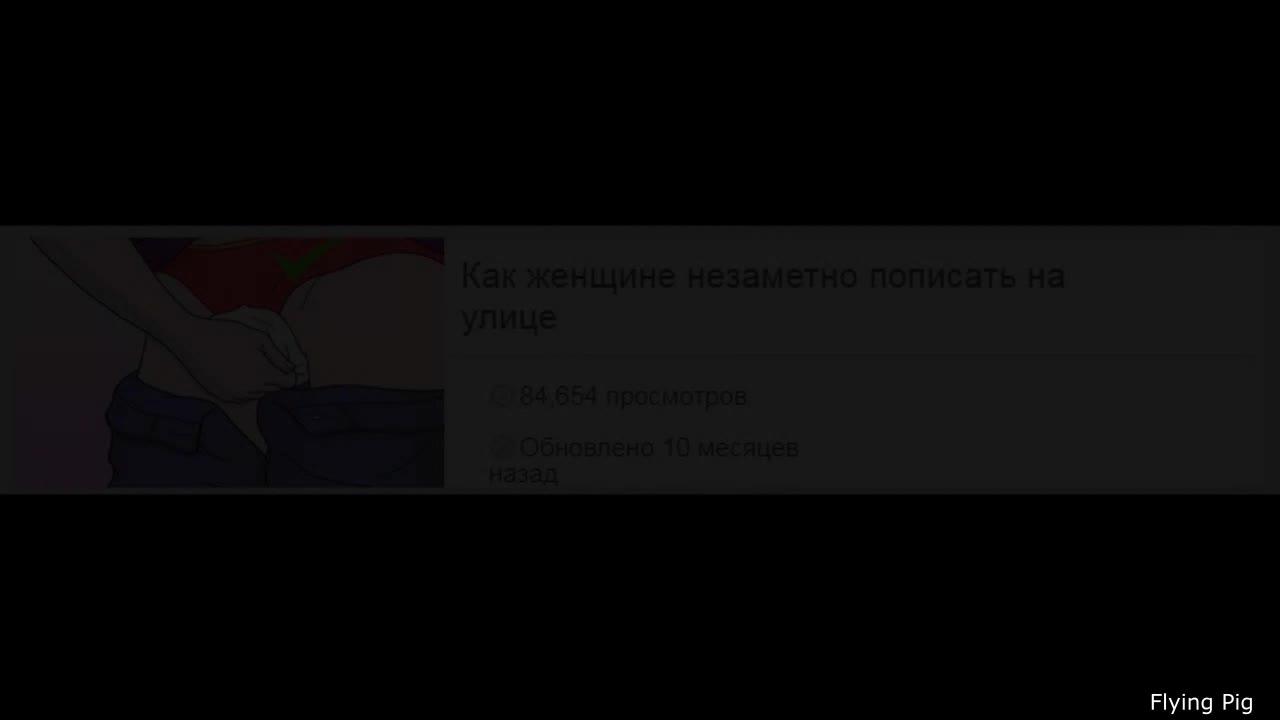 Как женщине незаметно пописать на
улице
84,654 просмотров
Обновлено 10 месяцев
назад
Flying Pig